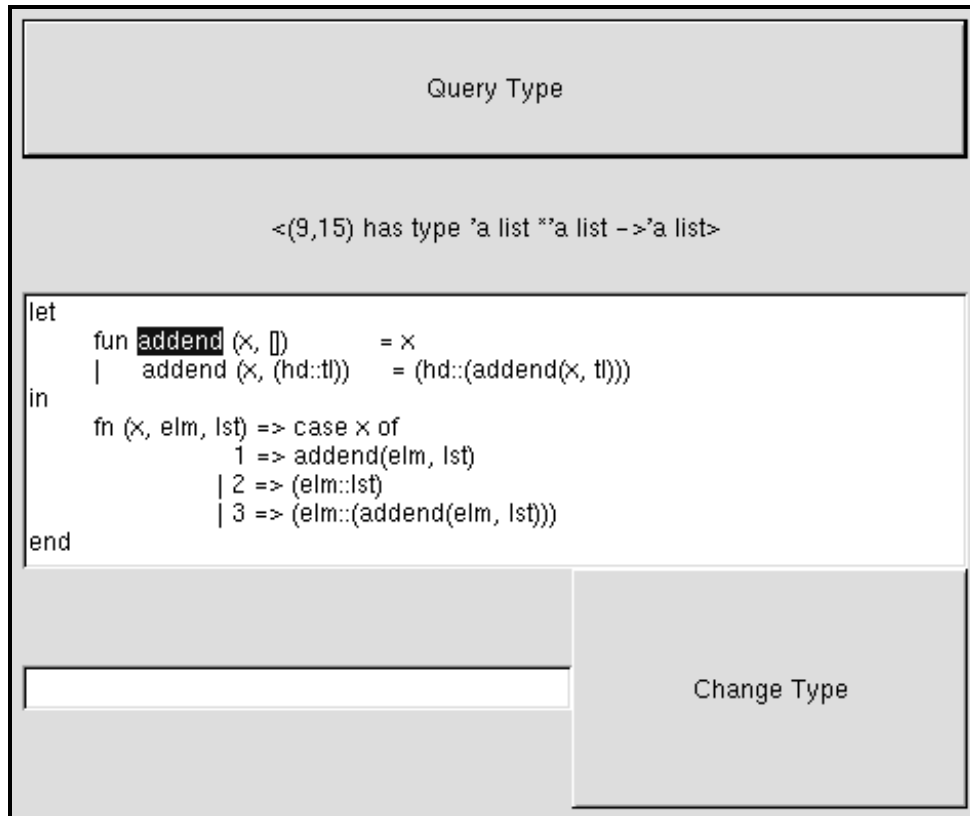 Query Type
<(9,15) has type 'a list *'a list ->'a list>
let
fun addend (x, []) = x
| addend (x, (hd::tl)) = (hd::(addend(x, tl)))
in
fn (x, elm, lst) => case x of
1 => addend(elm, lst)
| 2 => (elm::lst)
| 3 => (elm::(addend(elm, lst)))
end
Change Type